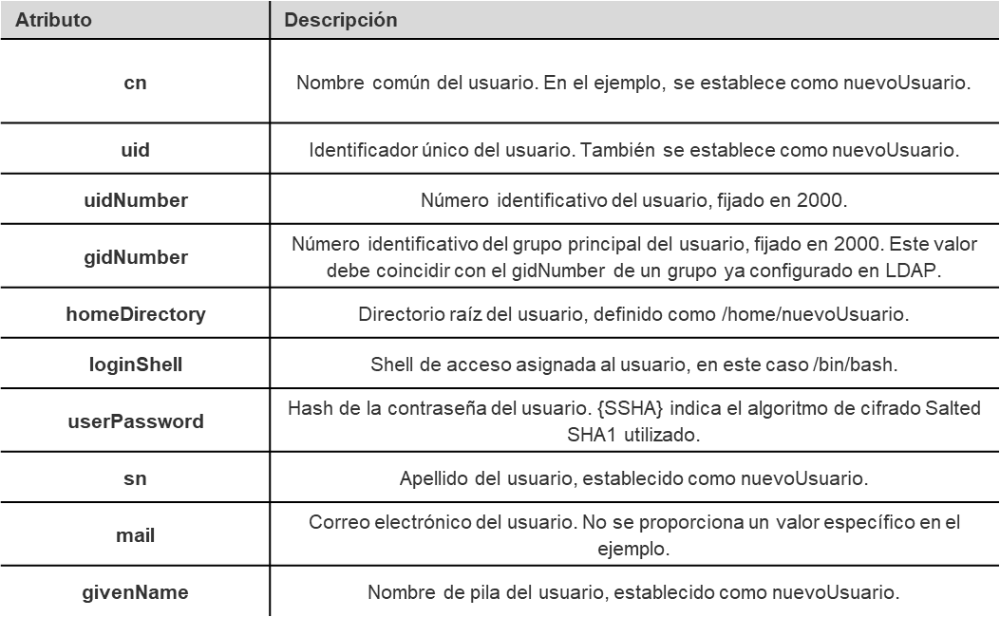 Atributo Descripción
cn Nombre común del usuario. En el ejemplo, se establece como nuevoUsuario.
uid Identificador único del usuario. También se establece como nuevoUsuario.
uidNumber Número identificativo del usuario, fijado en 2000.
gidNumber Número identificativo del grupo principal del usuario, fijado en 2000. Este valor
debe coincidir con el gidNumber de un grupo ya configurado en LDAP.
homeDirectory Directorio raíz del usuario, definido como /home/nuevoUsuario.
loginShell Shell de acceso asignada al usuario, en este caso /bin/bash.
userPassword Hash de la contraseña del usuario. {SSHA} indica el algoritmo de cifrado Salted
SHA1 utilizado.
sn Apellido del usuario, establecido como nuevoUsuario.
mail Correo electrónico del usuario. No se proporciona un valor específico en el
ejemplo.
givenName Nombre de pila del usuario, establecido como nuevoUsuario.